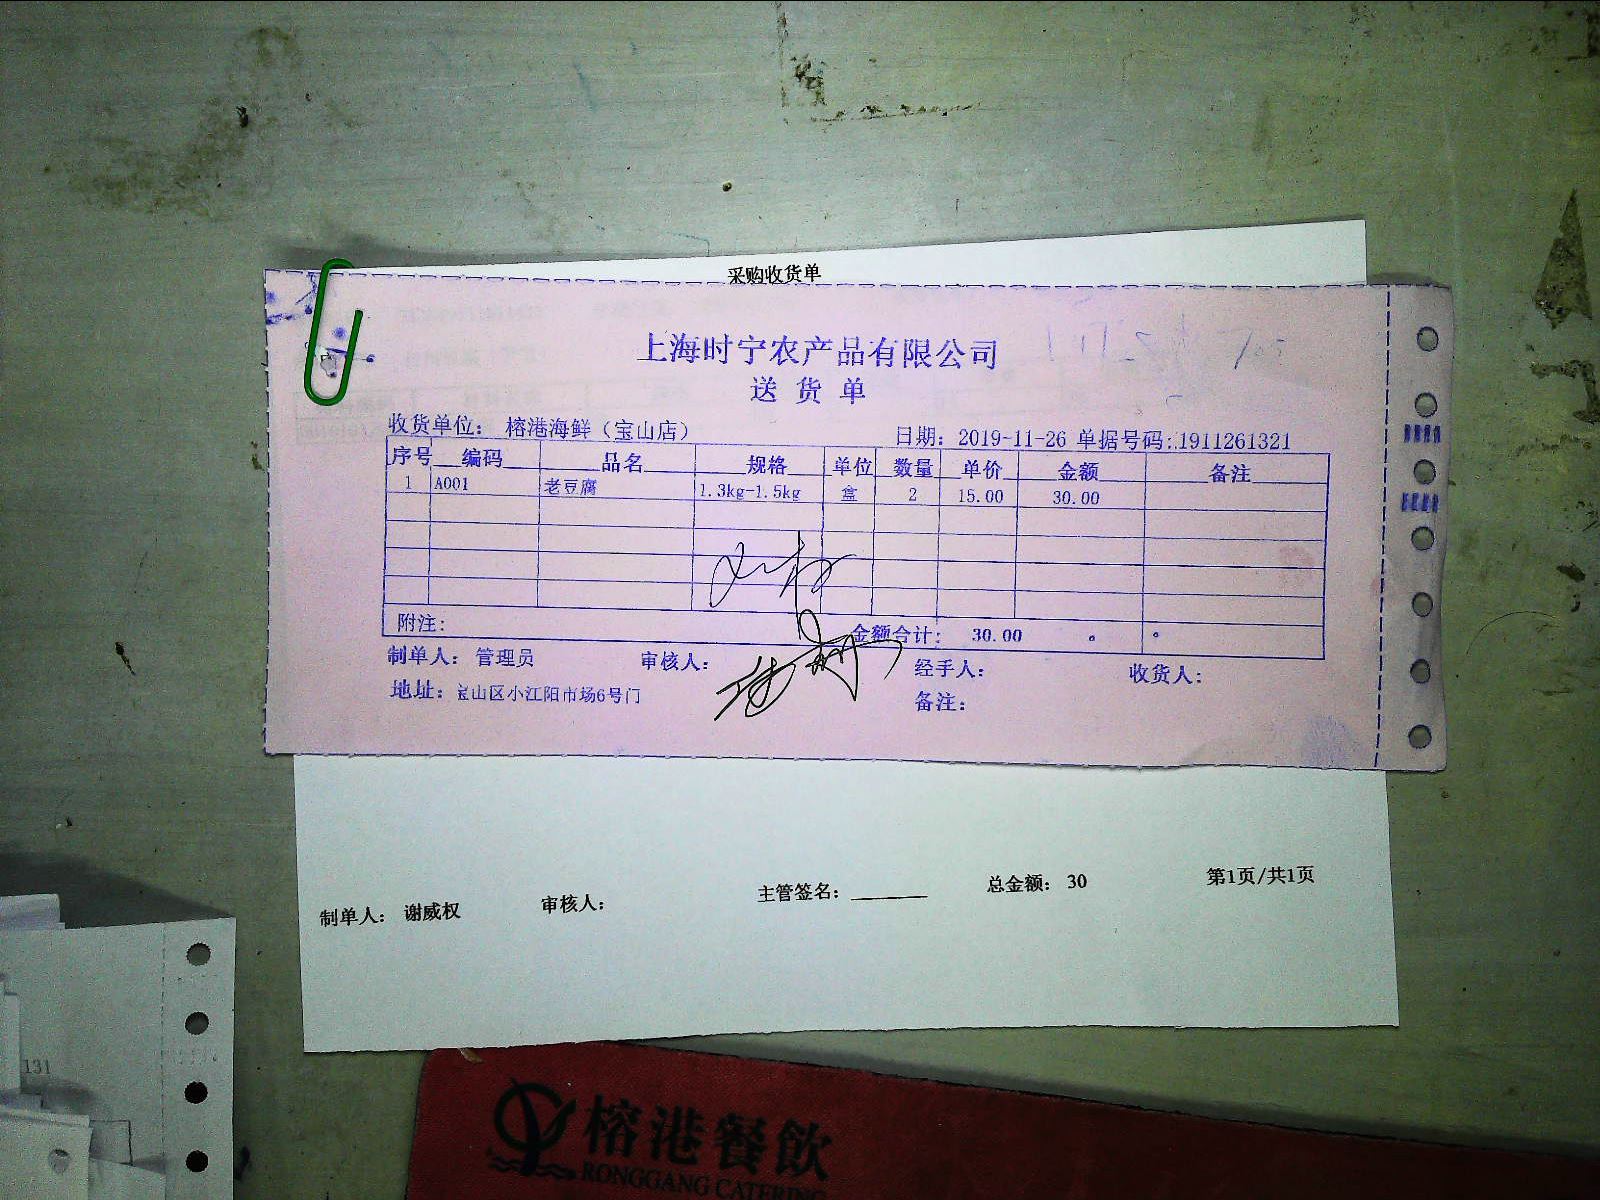 采购收货单
上海时宁农产品有限公司
送货单
收货单位： 榕港海鲜（宝山店） 日期：2019-11-26 单据号码:1911261321
序号 编码 品名 规格 单位 数量 单价 金额 备注
1 A001 老豆腐 1.3kg-1.5kg 盒 2 15.00 30.00
附注: 金额合计: 30.00
制单人：管理员 审核人: 经手人: 收货人:
地址：宝山区小江阳市场6号门 备注:
制单人：谢威权 审核人： 主管签名： 总金额：30 第1页/共1页
131
榕港餐飲
RONGGANG CATERING